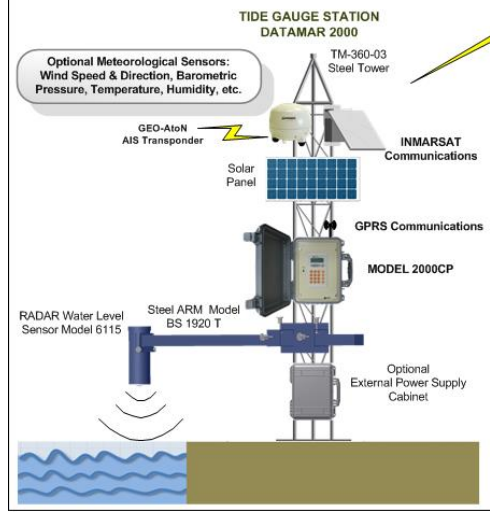 TIDE GAUGE STATION
DATAMAR 2000
TM-360-03
Steel Tower
Optional Meteorological Sensors:
Wind Speed & Direction, Barometric
Pressure, Temperature, Humidity, etc.
GEO-AtoN
AIS Transponder
INMARSAT
Communications
Solar
Panel
GPRS Communications
MODEL 2000CP
Steel ARM Model
BS 1920 T
RADAR Water Level
Sensor Model 6115
Optional
External Power Supply
Cabinet